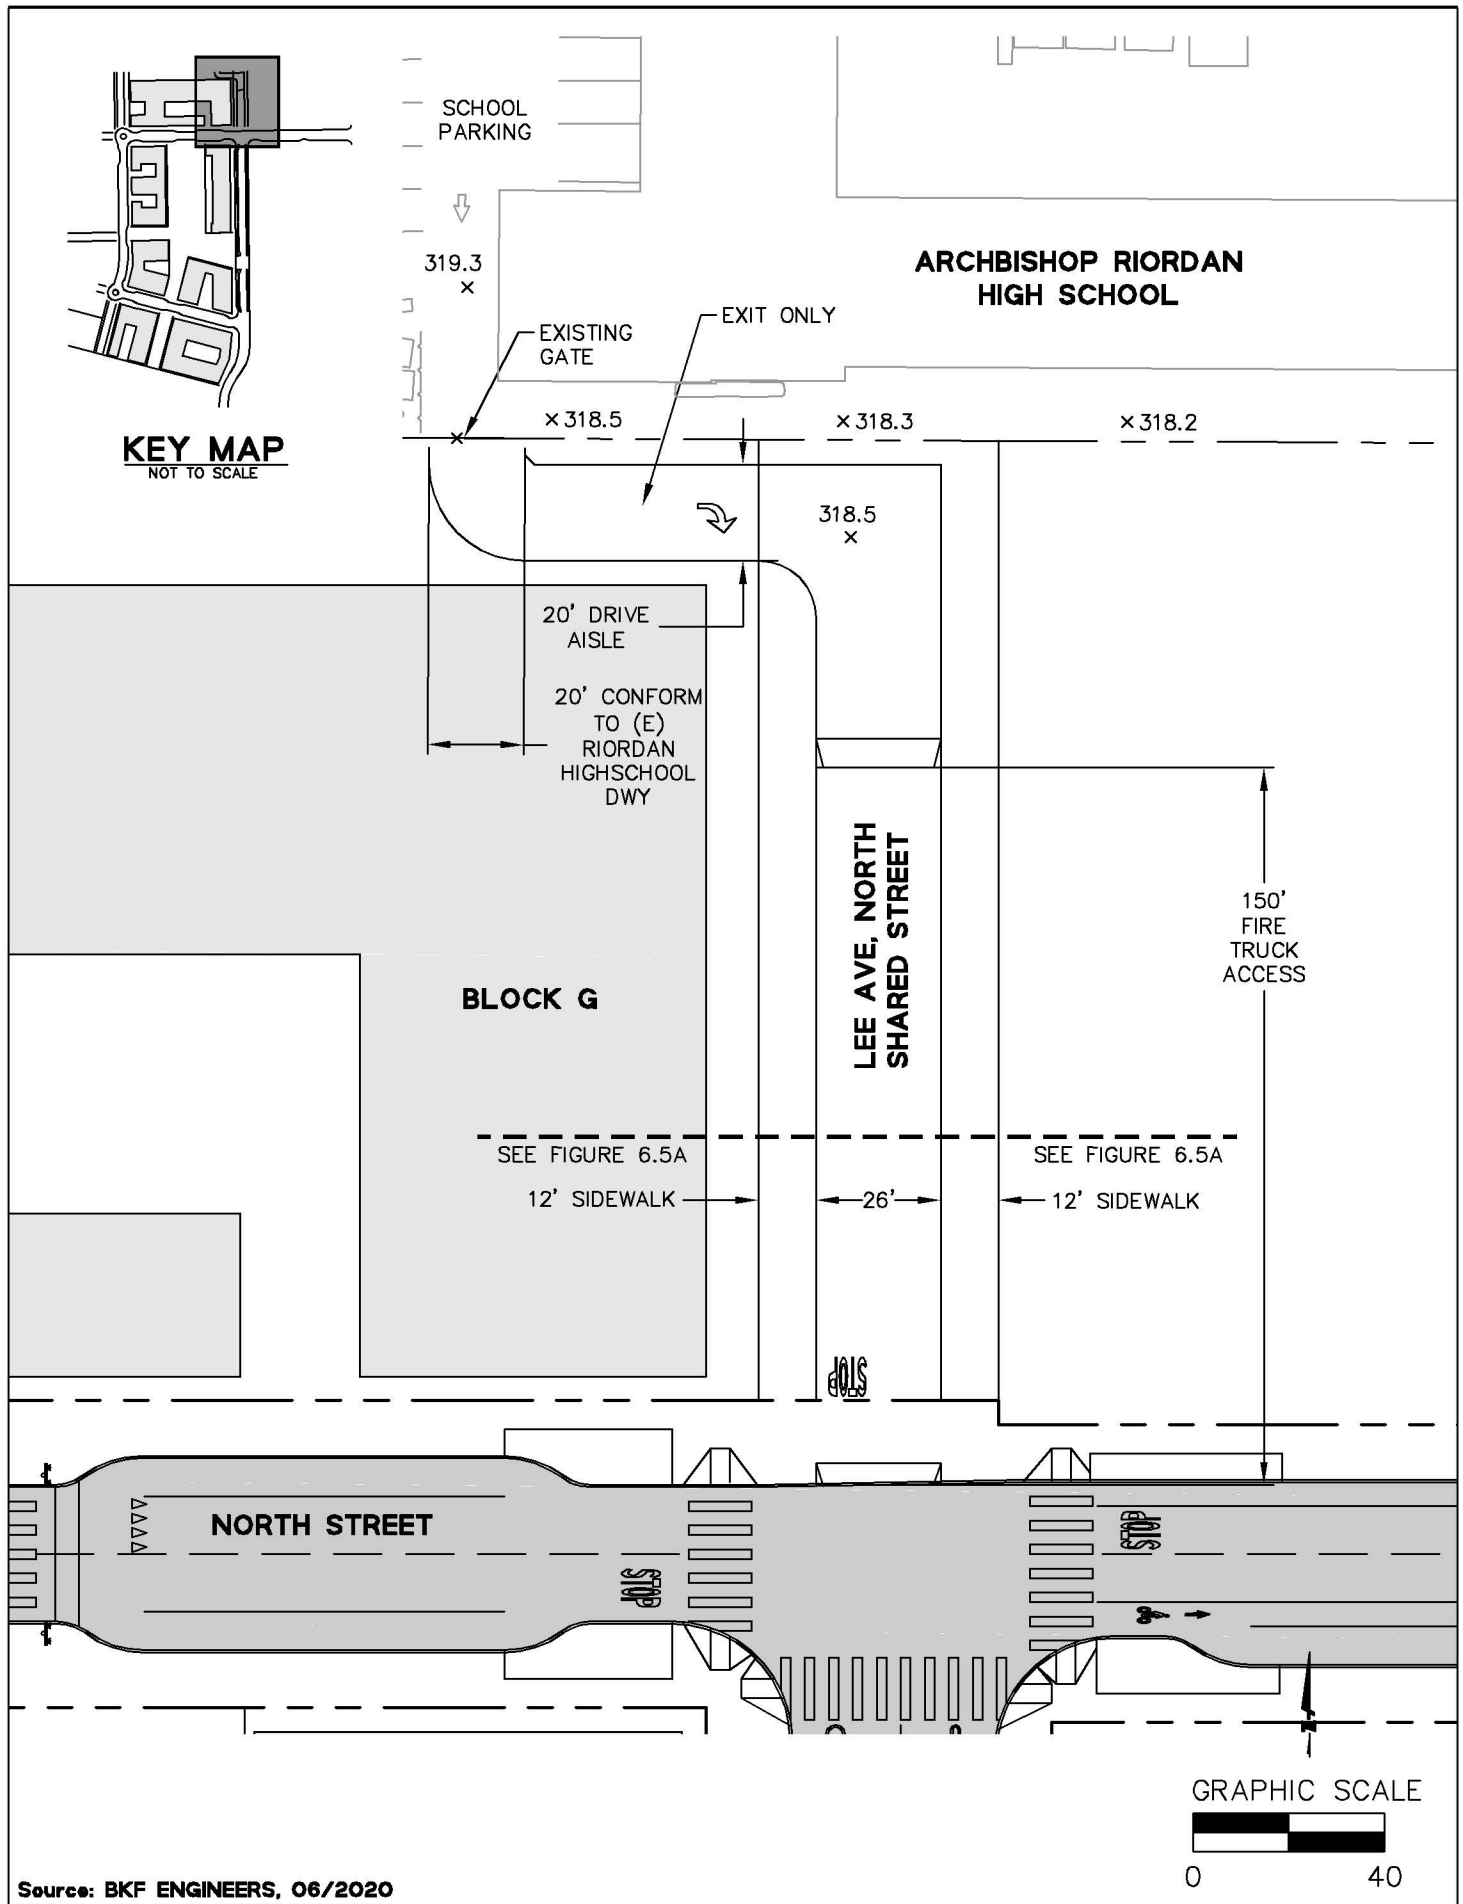 SCHOOL
PARKING
319.3
ARCHBISHOP RIORDAN
HIGH SCHOOL
EXIT ONLY
EXISTING
GATE
318.5
318.3
318.2
KEY MAP
NOT TO SCALE
318.5
20' DRIVE
AISLE
20' CONFORM
TO (E)
RIORDAN
HIGHSCHOOL
DWY
LEE AVE, NORTH
SHARED STREET
150'
FIRE
TRUCK
ACCESS
BLOCK G
SEE FIGURE 6.5A
SEE FIGURE 6.5A
12' SIDEWALK
26'
12' SIDEWALK
STOP
NORTH STREET
STOP
STOP
GRAPHIC SCALE
0
40
Source: BKF ENGINEERS, 06/2020